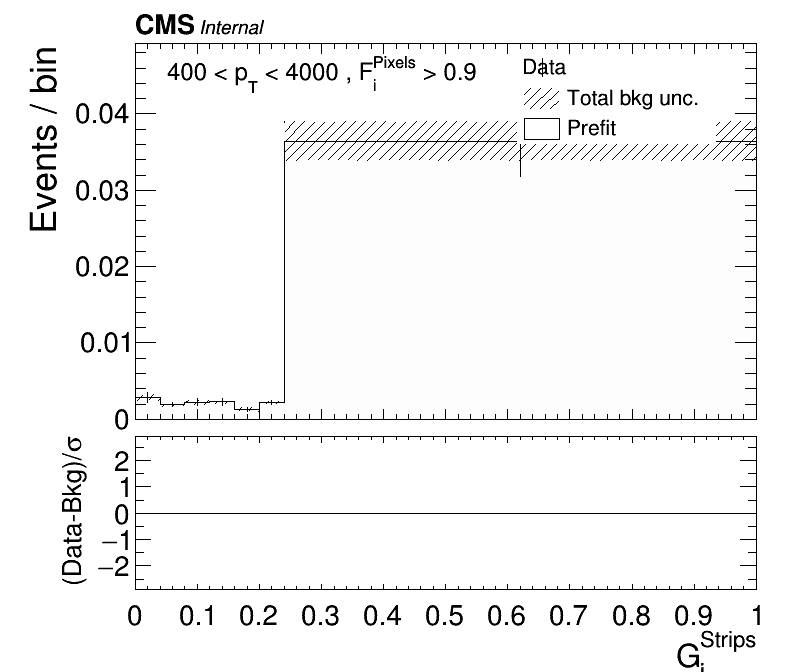 CMS Internal
400 < p_T < 4000 , F_i^Pixels > 0.9
Data
Total bkg unc.
Prefit
Events / bin
0.04
0.03
0.02
0.01
0
(Data-Bkg)/σ
2
1
0
−1
−2
0 0.1 0.2 0.3 0.4 0.5 0.6 0.7 0.8 0.9 1
G_i^Strips